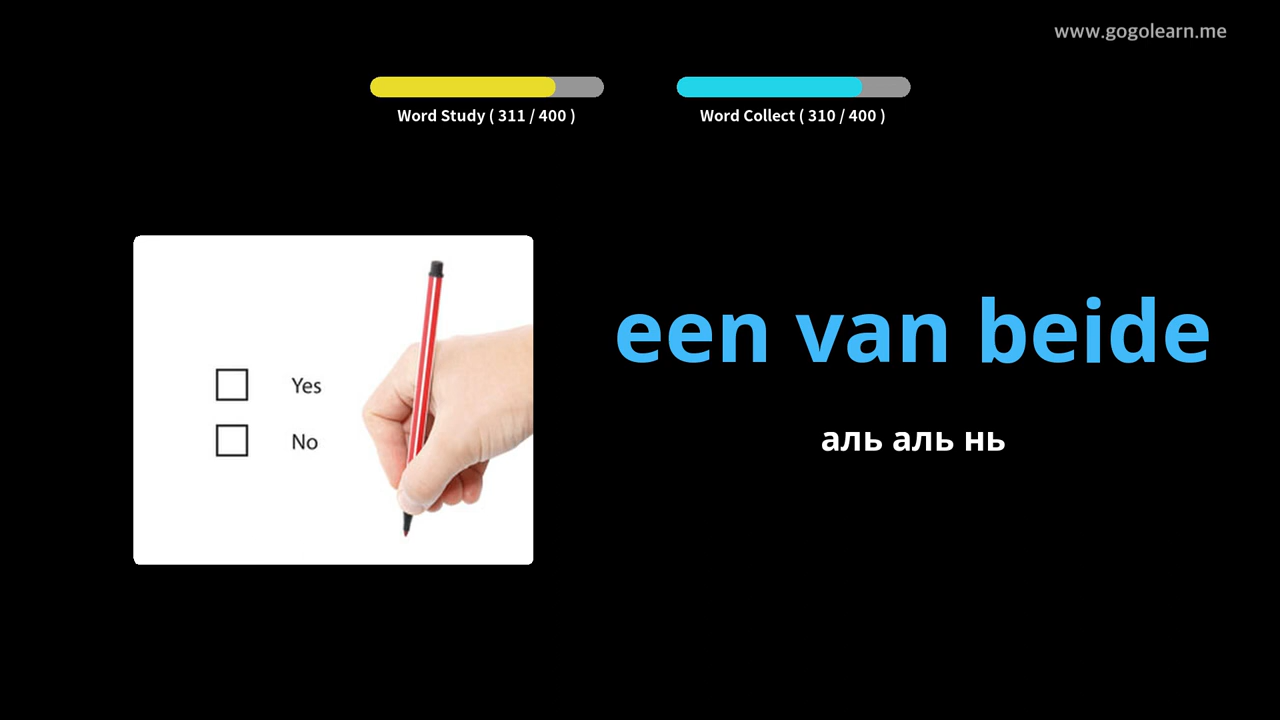 www.gogolearn.me
Word Study ( 311 / 400 )
Word Collect ( 310 / 400 )
Yes
No
een van beide
аль аль нь